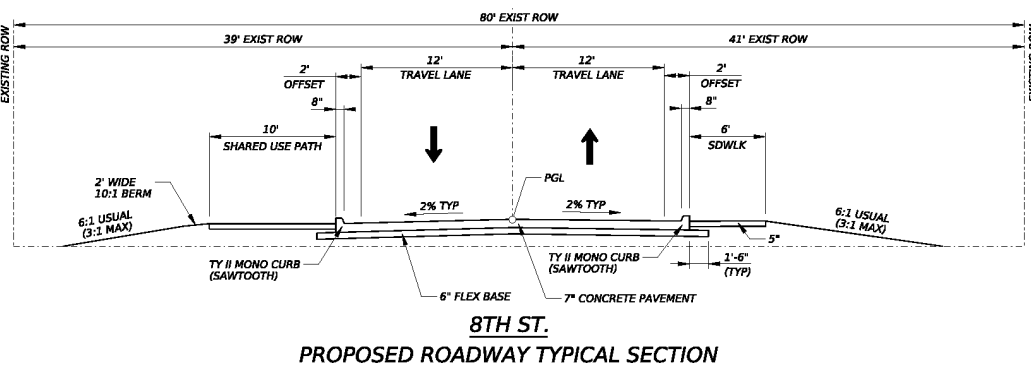 80' EXIST ROW
39' EXIST ROW
41' EXIST ROW
EXISTING ROW
12'
TRAVEL LANE
12'
TRAVEL LANE
2'
OFFSET
2'
OFFSET
8"
8"
10'
SHARED USE PATH
6'
SDWLK
2' WIDE
10:1 BERM
PGL
2% TYP
2% TYP
6:1 USUAL
(3:1 MAX)
6:1 USUAL
(3:1 MAX)
TY II MONO CURB
(SAWTOOTH)
TY II MONO CURB
(SAWTOOTH)
5"
1'-6"
(TYP)
6" FLEX BASE
7" CONCRETE PAVEMENT
8TH ST.
PROPOSED ROADWAY TYPICAL SECTION